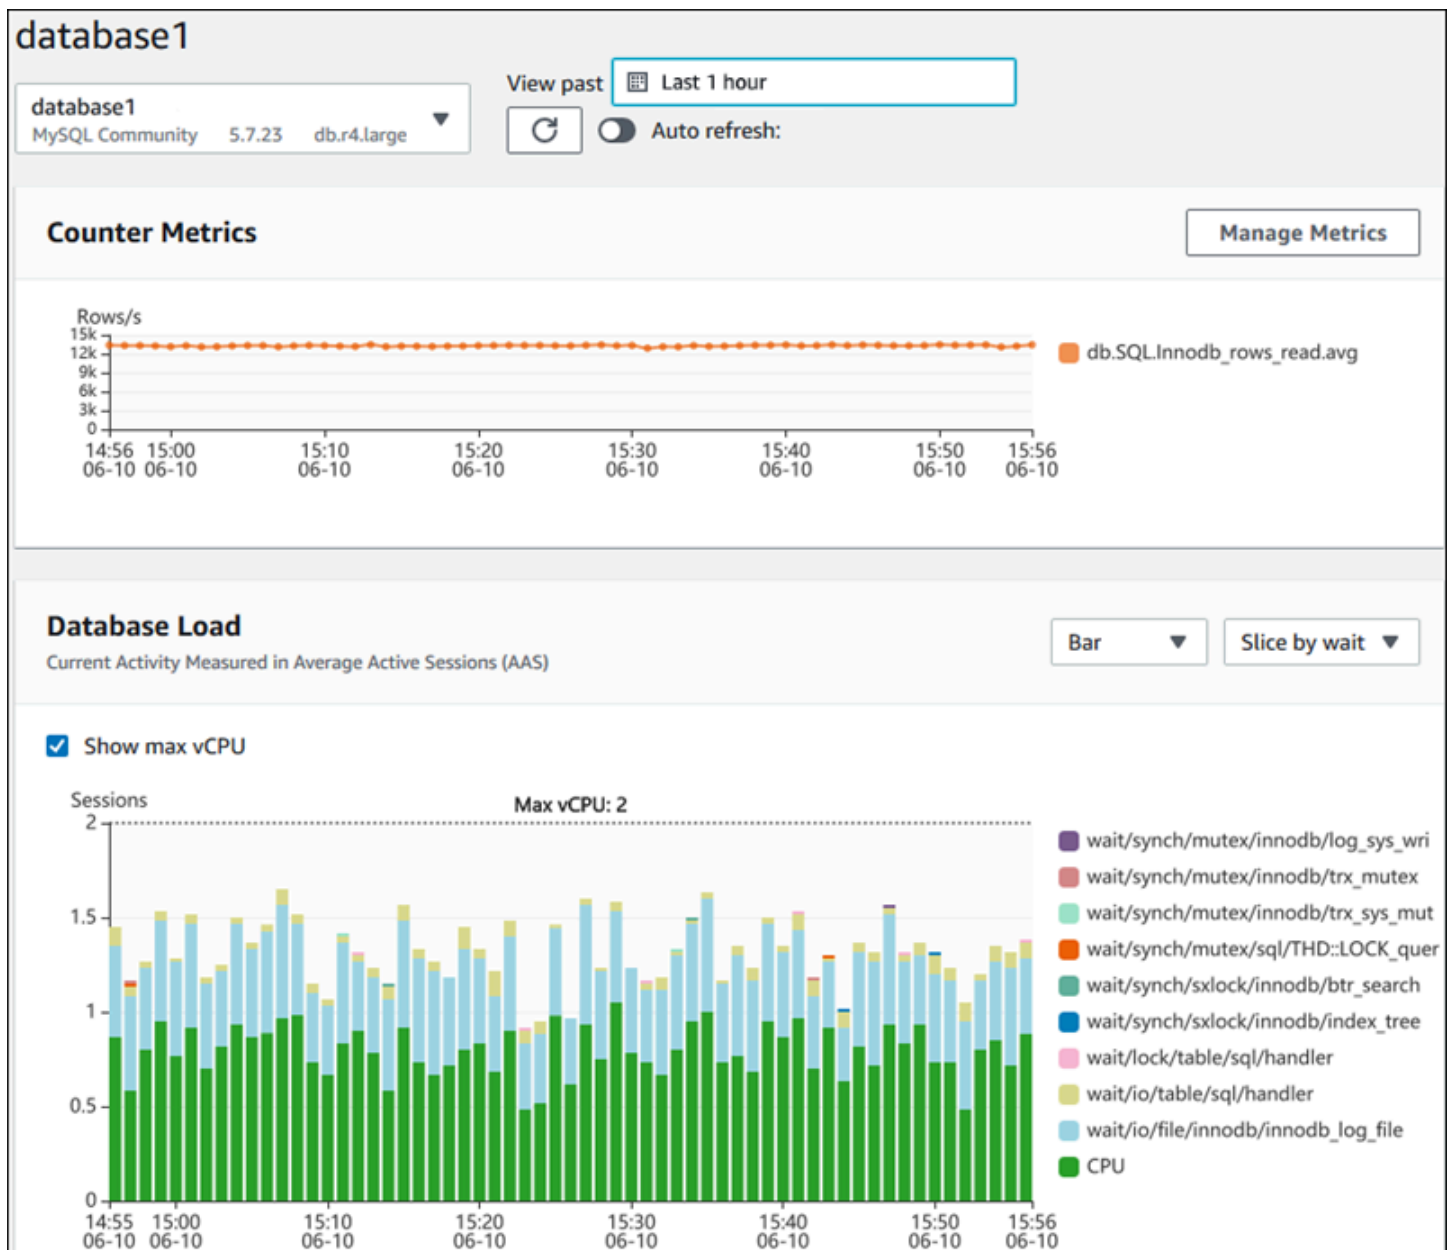 database1
View past
Last 1 hour
database1
MySQL Community 5.7.23 db.r4.large
Auto refresh:
Counter Metrics
Manage Metrics
Rows/s
15k
12k
9k
6k
3k
0
db.SQL.Innodb_rows_read.avg
14:56 15:00 15:10 15:20 15:30 15:40 15:50 15:56
06-10 06-10 06-10 06-10 06-10 06-10 06-10 06-10
Database Load
Current Activity Measured in Average Active Sessions (AAS)
Bar
Slice by wait
Show max vCPU
Sessions
Max vCPU: 2
2
1.5
1
0.5
0
wait/synch/mutex/innodb/log_sys_wri
wait/synch/mutex/innodb/trx_mutex
wait/synch/mutex/innodb/trx_sys_mut
wait/synch/mutex/sql/THD::LOCK_quer
wait/synch/sxlock/innodb/btr_search
wait/synch/sxlock/innodb/index_tree
wait/lock/table/sql/handler
wait/io/table/sql/handler
wait/io/file/innodb/innodb_log_file
CPU
14:55 15:00 15:10 15:20 15:30 15:40 15:50 15:56
06-10 06-10 06-10 06-10 06-10 06-10 06-10 06-10